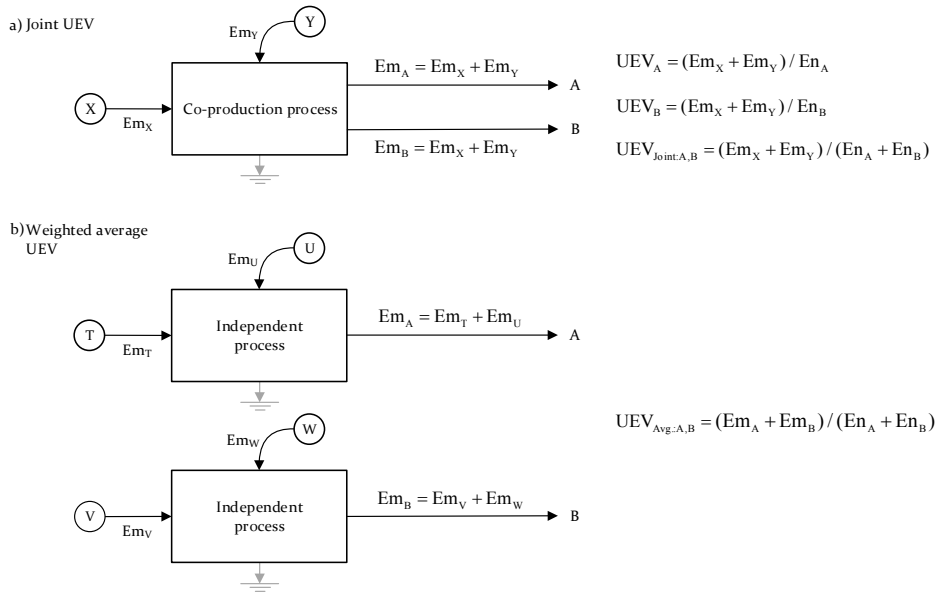 a) Joint UEV
Y
Em_Y
Em_A = Em_X + Em_Y
UEV_A = (Em_X + Em_Y) / En_A
A
X
Co-production process
UEV_B = (Em_X + Em_Y) / En_B
Em_X
B
Em_B = Em_X + Em_Y
UEV_Joint:A,B = (Em_X + Em_Y) / (En_A + En_B)
b) Weighted average
UEV
U
Em_U
Em_A = Em_T + Em_U
Independent
process
T
A
Em_T
W
Em_W
UEV_Avg.:A,B = (Em_A + Em_B) / (En_A + En_B)
Em_B = Em_V + Em_W
Independent
process
V
B
Em_V